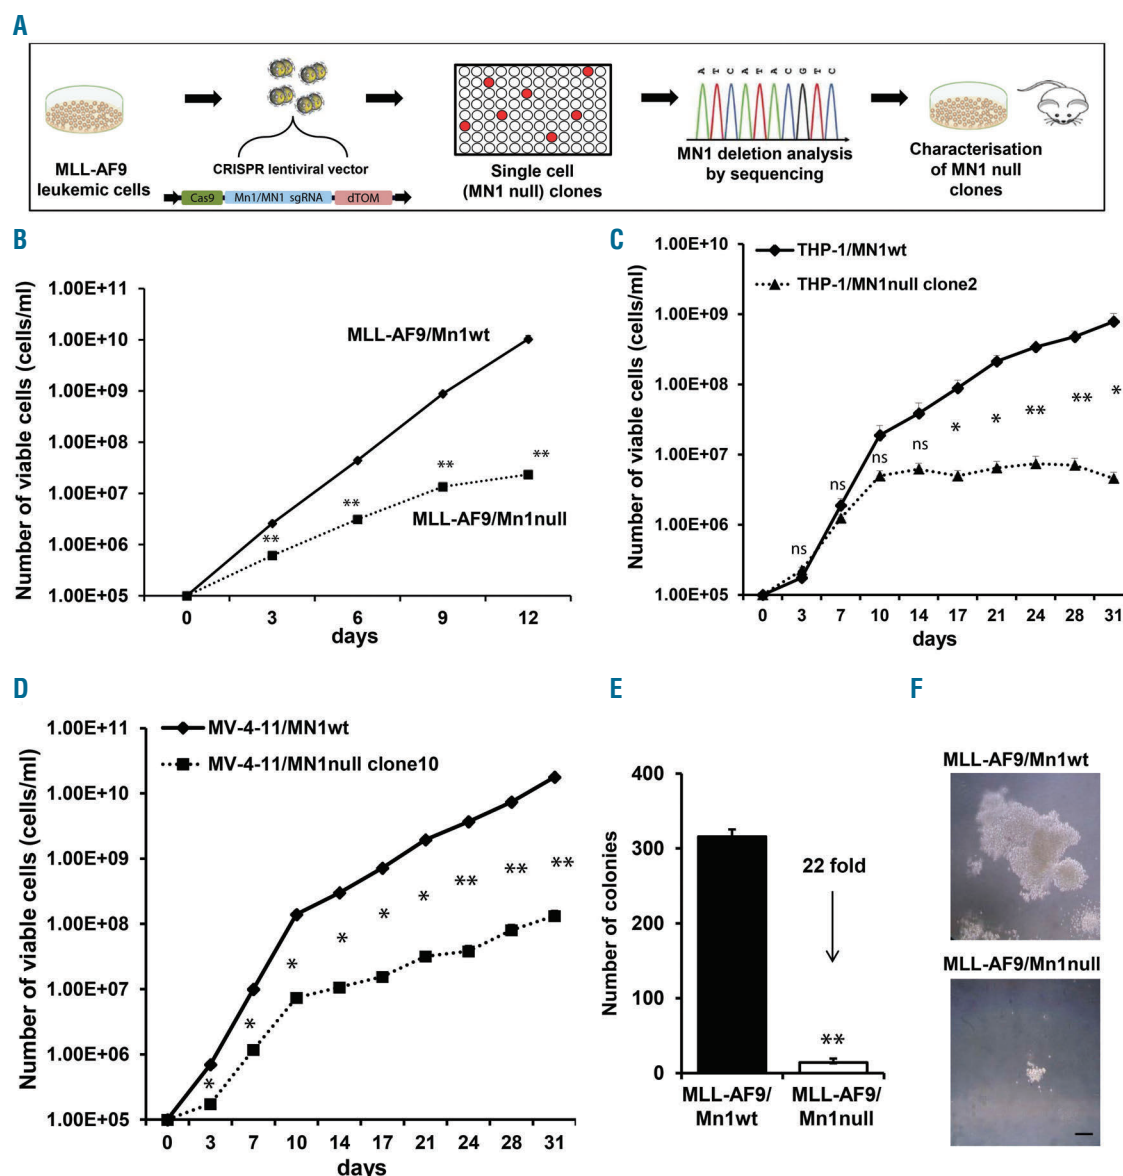 A
MLL-AF9
leukemic cells
CRISPR lentiviral vector
Cas9 Mn1/MN1 sgRNA dTOM
Single cell
(MN1 null) clones
A T C A T A C G T C
MN1 deletion analysis
by sequencing
Characterisation
of MN1 null
clones
B
Number of viable cells (cells/ml)
1.00E+11
1.00E+10
1.00E+09
1.00E+08
1.00E+07
1.00E+06
1.00E+05
MLL-AF9/Mn1wt
MLL-AF9/Mn1null
** ** ** **
0 3 6 9 12
days
C
Number of viable cells (cells/ml)
1.00E+10
1.00E+09
1.00E+08
1.00E+07
1.00E+06
1.00E+05
THP-1/MN1wt
THP-1/MN1null clone2
ns ns ns ns * * ** ** *
0 3 7 10 14 17 21 24 28 31
days
D
Number of viable cells (cells/ml)
1.00E+11
1.00E+10
1.00E+09
1.00E+08
1.00E+07
1.00E+06
1.00E+05
MV-4-11/MN1wt
MV-4-11/MN1null clone10
* * * * * * ** ** **
0 3 7 10 14 17 21 24 28 31
days
E
Number of colonies
400
300
200
100
0
22 fold
**
MLL-AF9/
Mn1wt
MLL-AF9/
Mn1null
F
MLL-AF9/Mn1wt
MLL-AF9/Mn1null